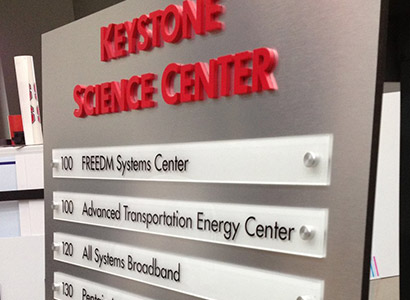 KEYSTONE
SCIENCE CENTER
100 FREEDM Systems Center
100 Advanced Transportation Energy Center
120 All Systems Broadband
130